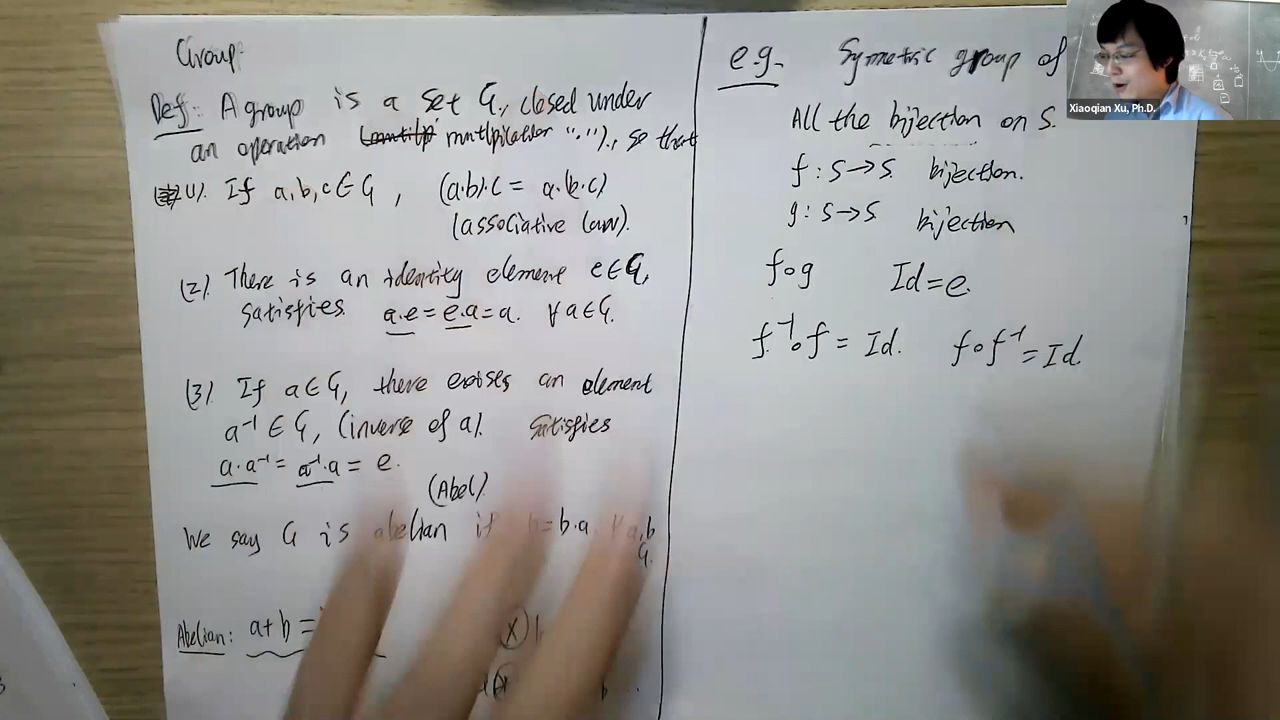 Group
Def: A group is a set G, closed under
an operation multiplication "·"), so that
(1). If a,b,c∈G, (a·b)·c = a·(b·c)
(associative law).
(2). There is an identity element e∈G,
satisfies a·e = e·a = a. ∀a∈G.
(3). If a∈G, there exises an element
a⁻¹∈G, (inverse of a). satisfies
a·a⁻¹ = a⁻¹·a = e.
(Abel).
We say G is abelian if b = b·a ∀a,b
G.
Abelian: a+b =
e.g. Symetric group of
All the bijection on S.
f: S→S. bijection.
g: S→S bijection
f∘g Id = e.
f⁻¹∘f = Id. f∘f⁻¹ = Id.
Xiaoqian Xu, Ph.D.